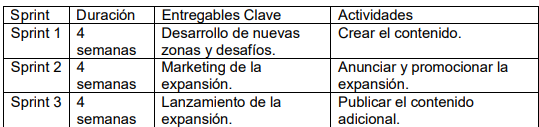 Sprint Duración Entregables Clave Actividades
Sprint 1 4 semanas Desarrollo de nuevas zonas y desafíos. Crear el contenido.
Sprint 2 4 semanas Marketing de la expansión. Anunciar y promocionar la expansión.
Sprint 3 4 semanas Lanzamiento de la expansión. Publicar el contenido adicional.